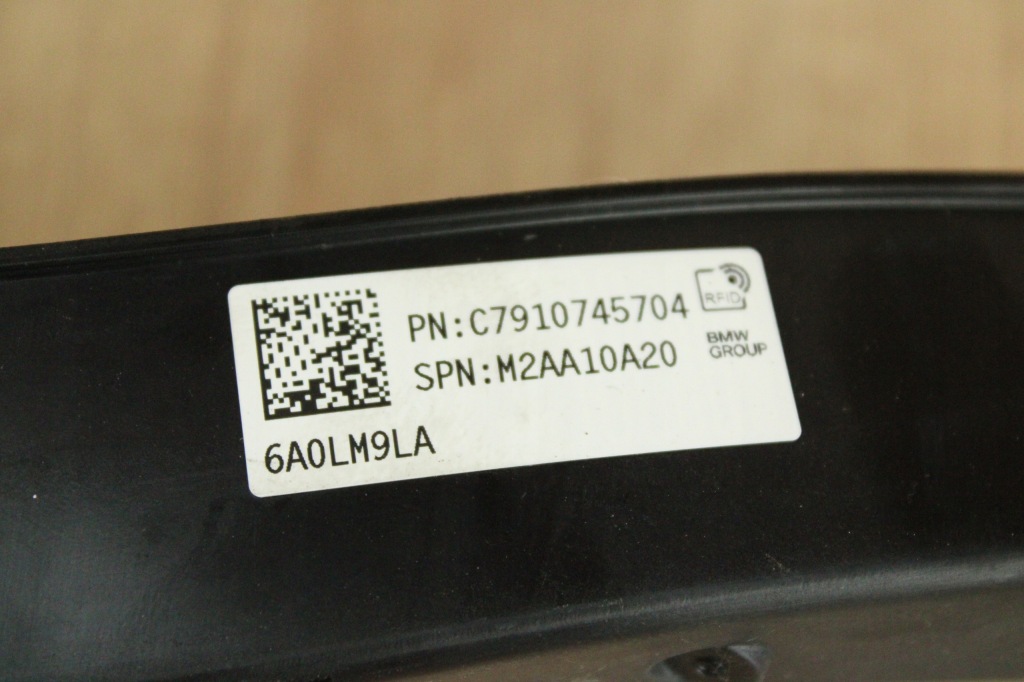 PN:C7910745704
SPN:M2AA10A20
6A0LM9LA
RFID
BMW
GROUP